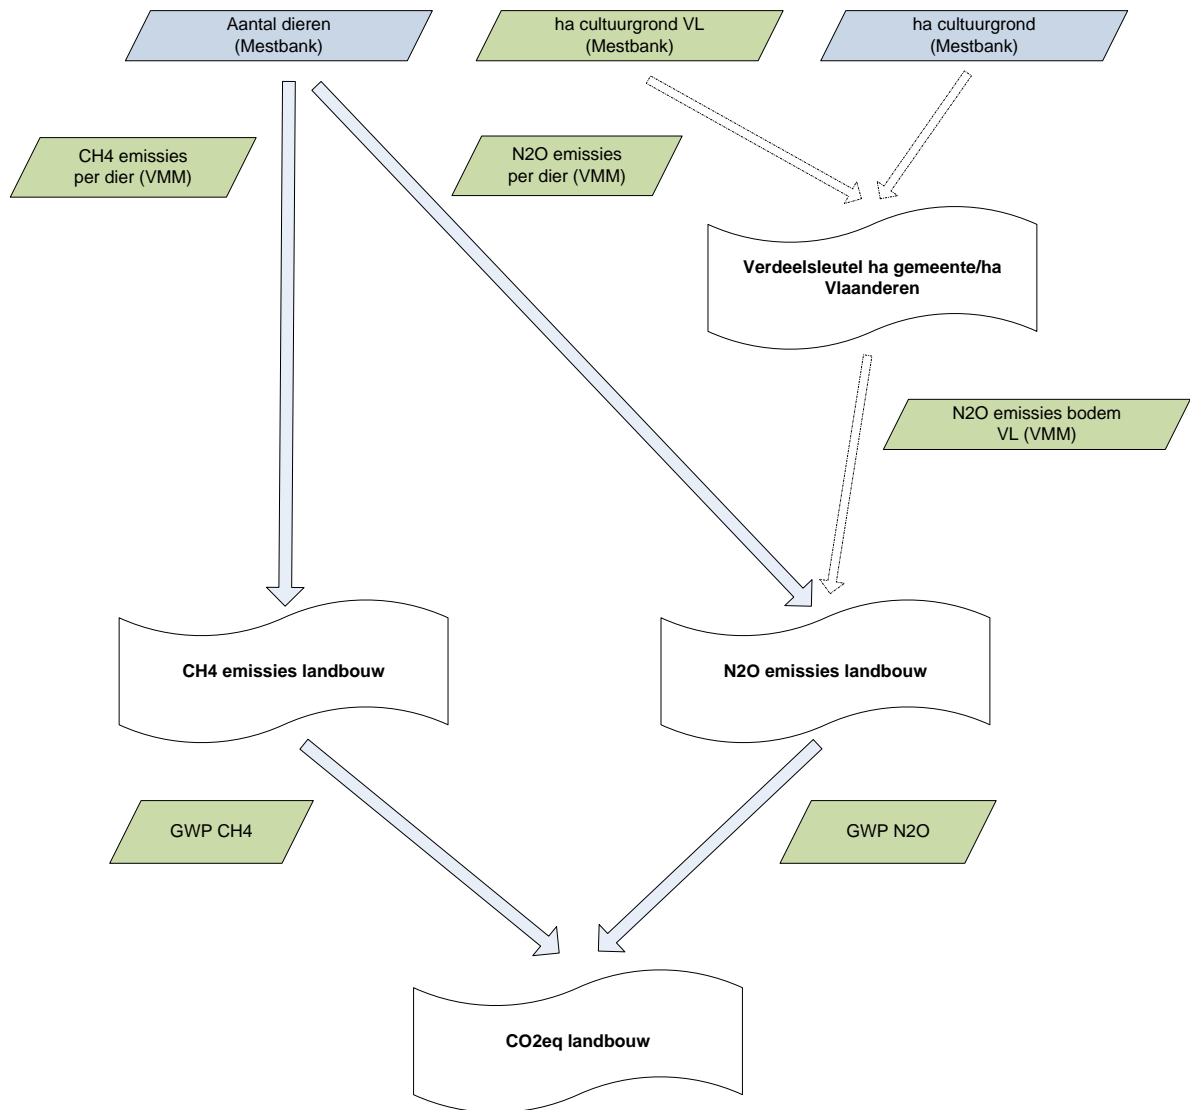 Aantal dieren
(Mestbank)
ha cultuurgrond VL
(Mestbank)
ha cultuurgrond
(Mestbank)
CH4 emissies
per dier (VMM)
N2O emissies
per dier (VMM)
Verdeelsleutel ha gemeente/ha
Vlaanderen
N2O emissies bodem
VL (VMM)
CH4 emissies landbouw
N2O emissies landbouw
GWP CH4
GWP N2O
CO2eq landbouw